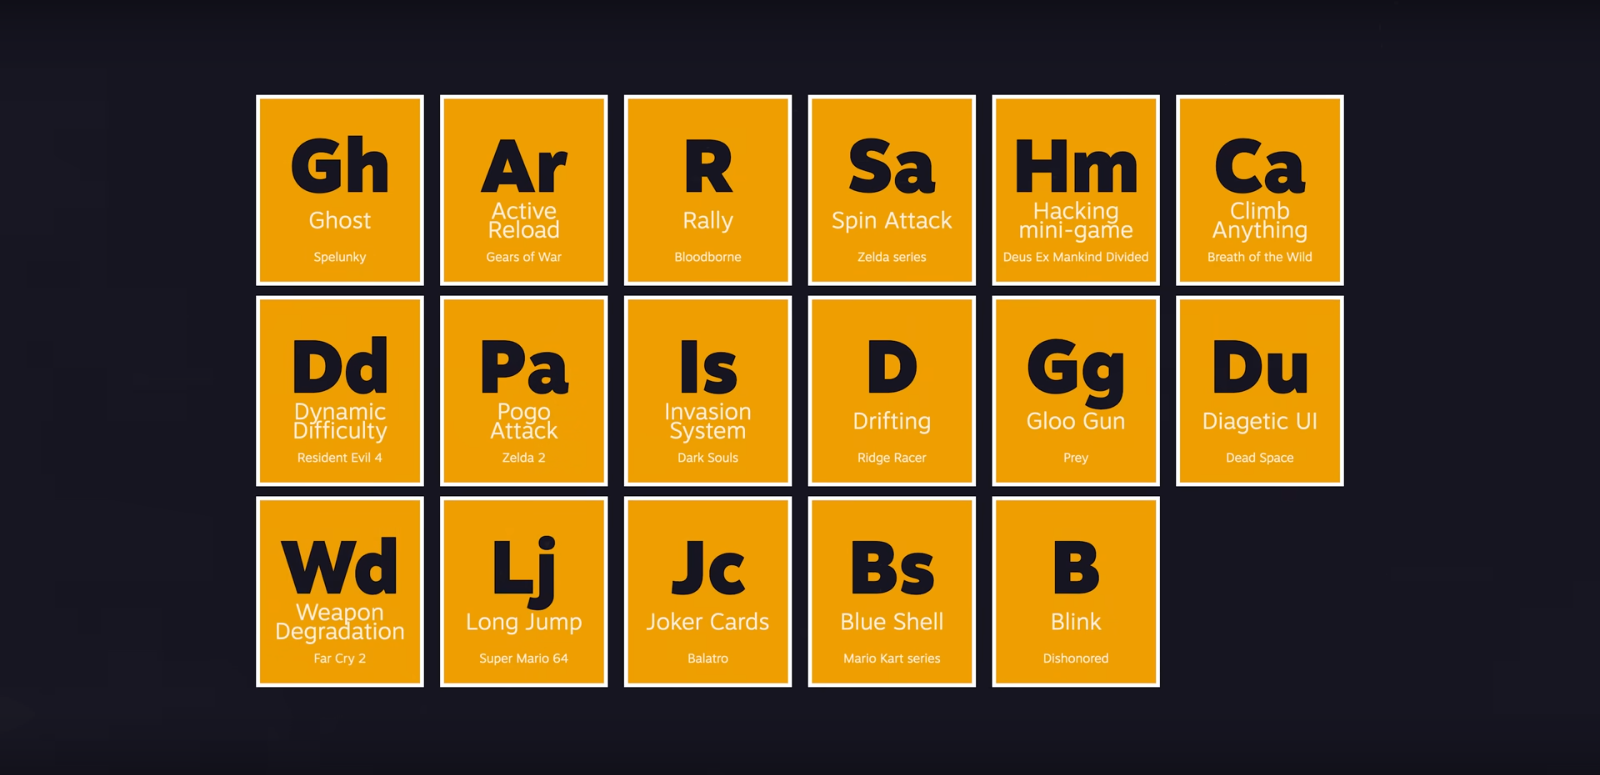 Gh
Ghost
Spelunky
Ar
Active
Reload
Gears of War
R
Rally
Bloodborne
Sa
Spin Attack
Zelda series
Hm
Hacking
mini-game
Deus Ex Mankind Divided
Ca
Climb
Anything
Breath of the Wild
Dd
Dynamic
Difficulty
Resident Evil 4
Pa
Pogo
Attack
Zelda 2
Is
Invasion
System
Dark Souls
D
Drifting
Ridge Racer
Gg
Gloo Gun
Prey
Du
Diagetic UI
Dead Space
Wd
Weapon
Degradation
Far Cry 2
Lj
Long Jump
Super Mario 64
Jc
Joker Cards
Balatro
Bs
Blue Shell
Mario Kart series
B
Blink
Dishonored